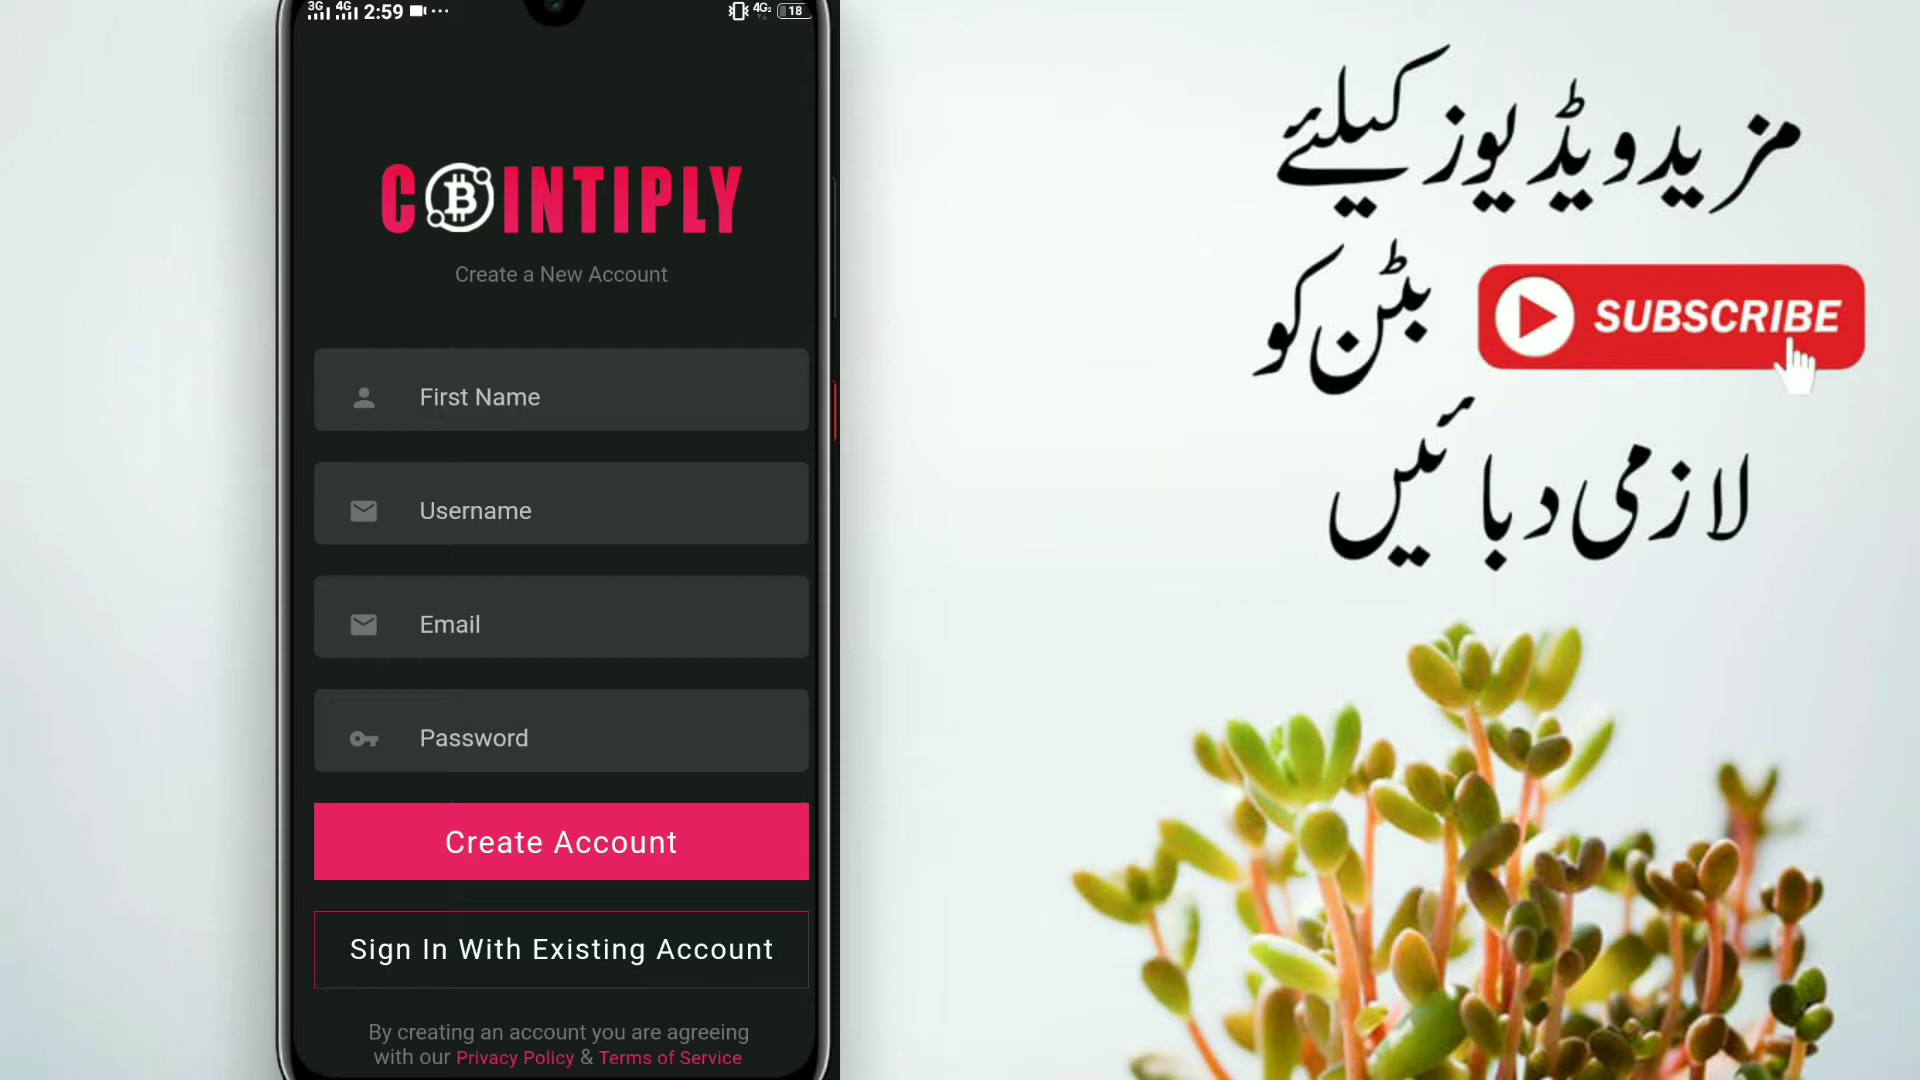 3G 4G 2:59 4G2 18
COINTIPLY
Create a New Account
First Name
Username
Email
Password
Create Account
Sign In With Existing Account
By creating an account you are agreeing
with our Privacy Policy & Terms of Service
مزید ویڈیوز کیلئے
SUBSCRIBE بٹن کو
لازمی دبائیں